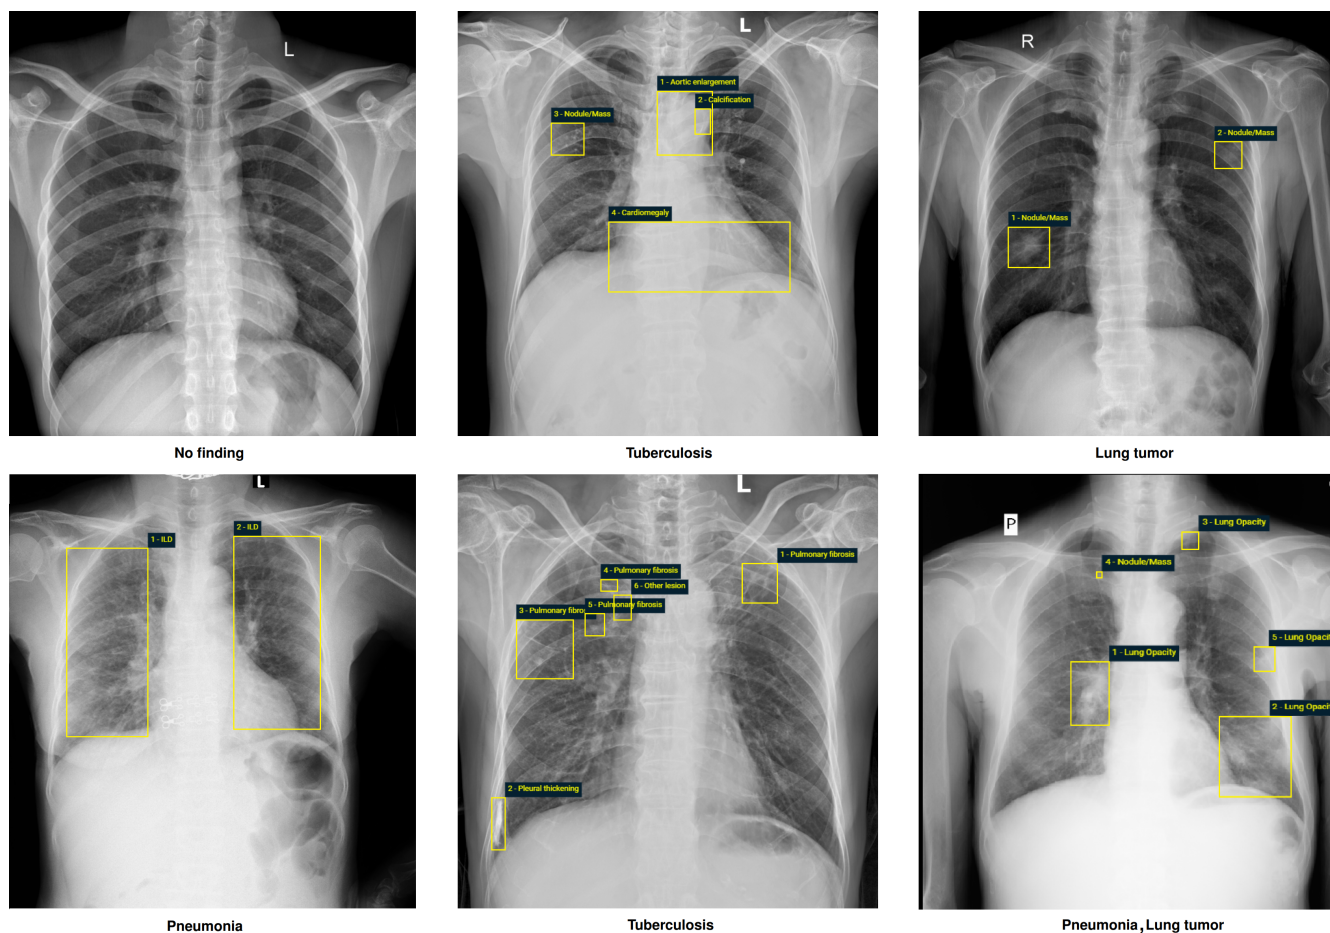 L
No finding
L
1 - Aortic enlargement
2 - Calcification
3 - Nodule/Mass
4 - Cardiomegaly
Tuberculosis
R
2 - Nodule/Mass
1 - Nodule/Mass
Lung tumor
L
2 - ILD
1 - ILD
Pneumonia
L
1 - Pulmonary fibrosis
4 - Pulmonary fibrosis
6 - Other lesion
5 - Pulmonary fibrosis
3 - Pulmonary fibro
2 - Pleural thickening
Tuberculosis
P
3 - Lung Opacity
4 - Nodule/Mass
5 - Lung Opaci
1 - Lung Opacity
2 - Lung Opaci
Pneumonia, Lung tumor